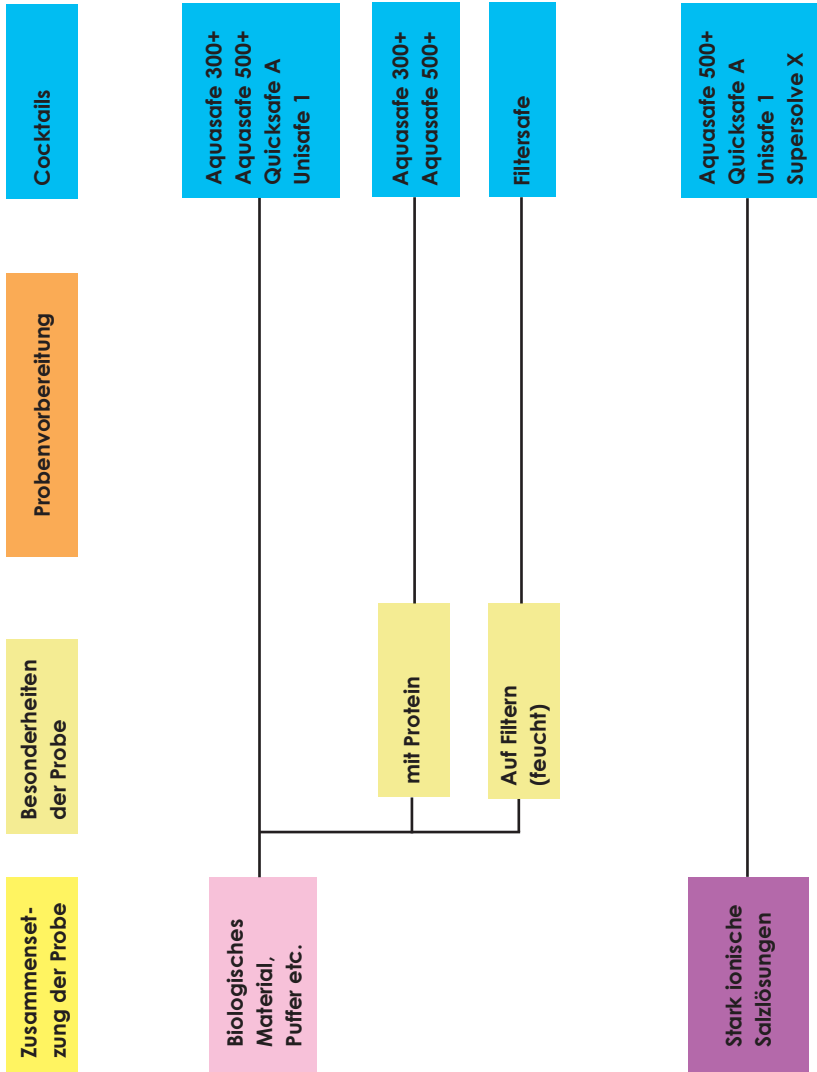 Zusammenset-
zung der Probe
Besonderheiten
der Probe
Probenvorbereitung
Cocktails
Biologisches
Material,
Puffer etc.
Aquasafe 300+
Aquasafe 500+
Quicksafe A
Unisafe 1
mit Protein
Aquasafe 300+
Aquasafe 500+
Auf Filtern
(feucht)
Filtersafe
Stark ionische
Salzlösungen
Aquasafe 500+
Quicksafe A
Unisafe 1
Supersolve X